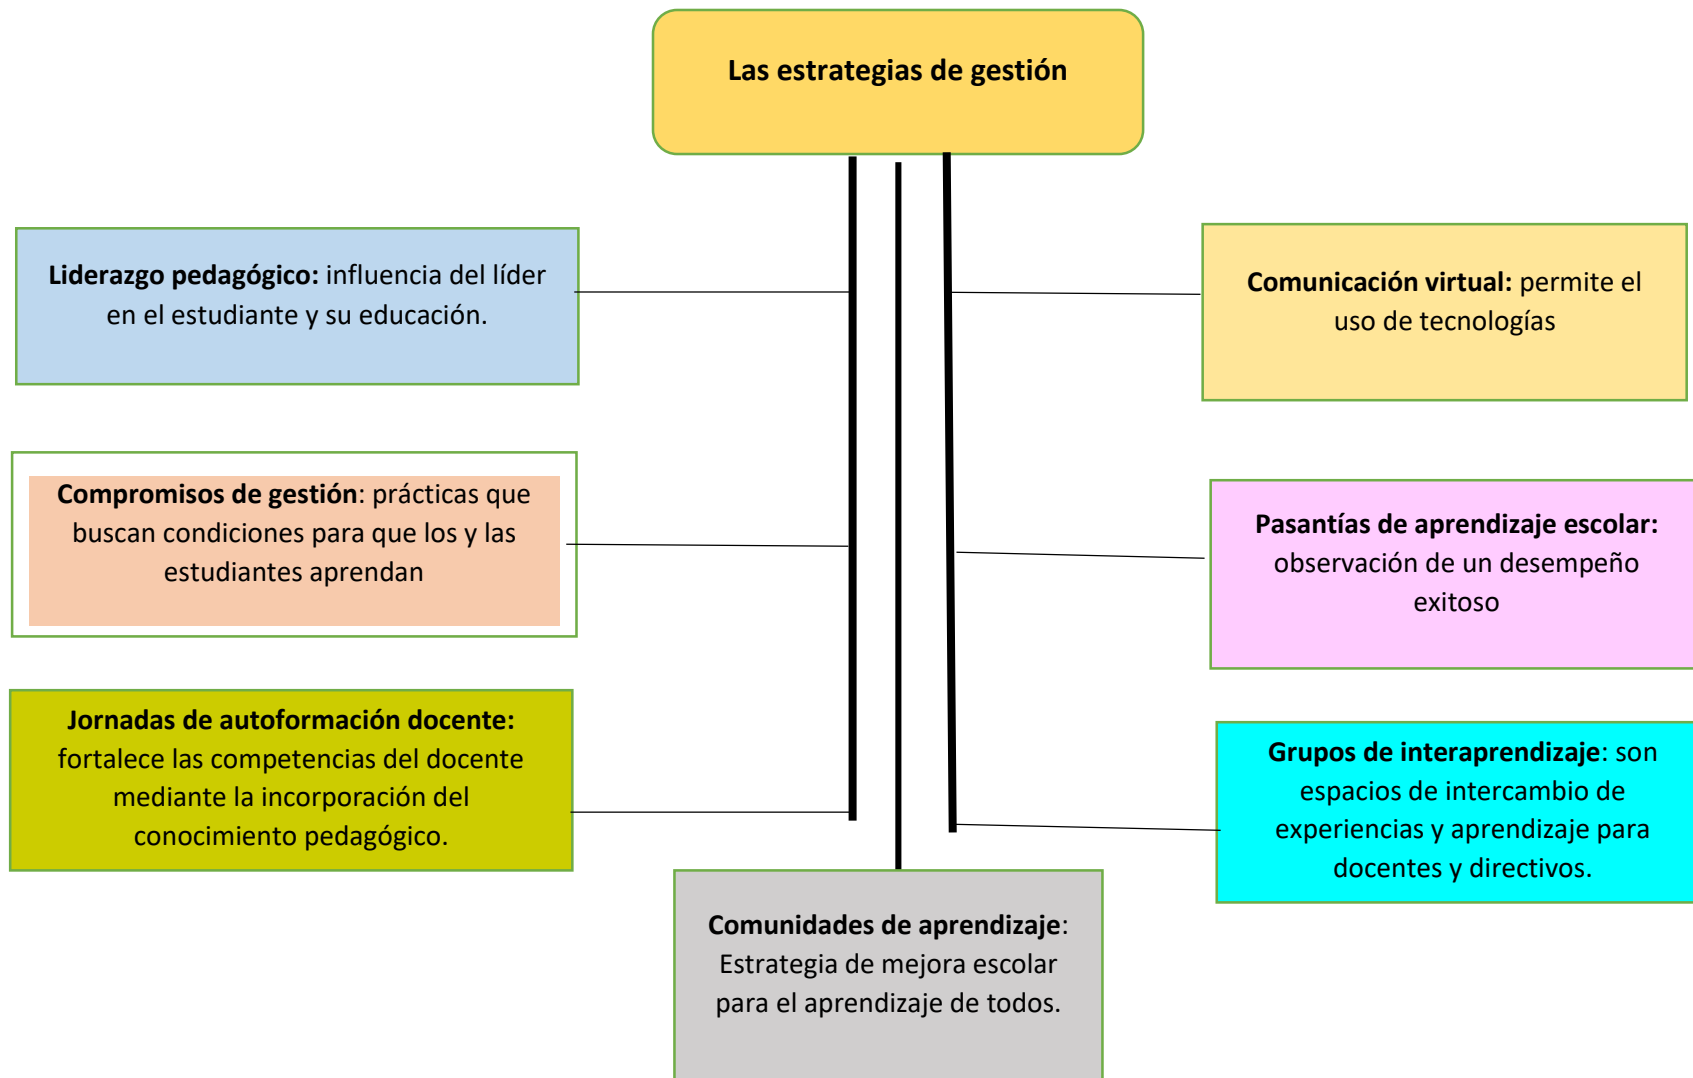 Las estrategias de gestión
Liderazgo pedagógico: influencia del líder
en el estudiante y su educación.
Comunicación virtual: permite el
uso de tecnologías
Compromisos de gestión: prácticas que
buscan condiciones para que los y las
estudiantes aprendan
Pasantías de aprendizaje escolar:
observación de un desempeño
exitoso
Jornadas de autoformación docente:
fortalece las competencias del docente
mediante la incorporación del
conocimiento pedagógico.
Grupos de interaprendizaje: son
espacios de intercambio de
experiencias y aprendizaje para
docentes y directivos.
Comunidades de aprendizaje:
Estrategia de mejora escolar
para el aprendizaje de todos.